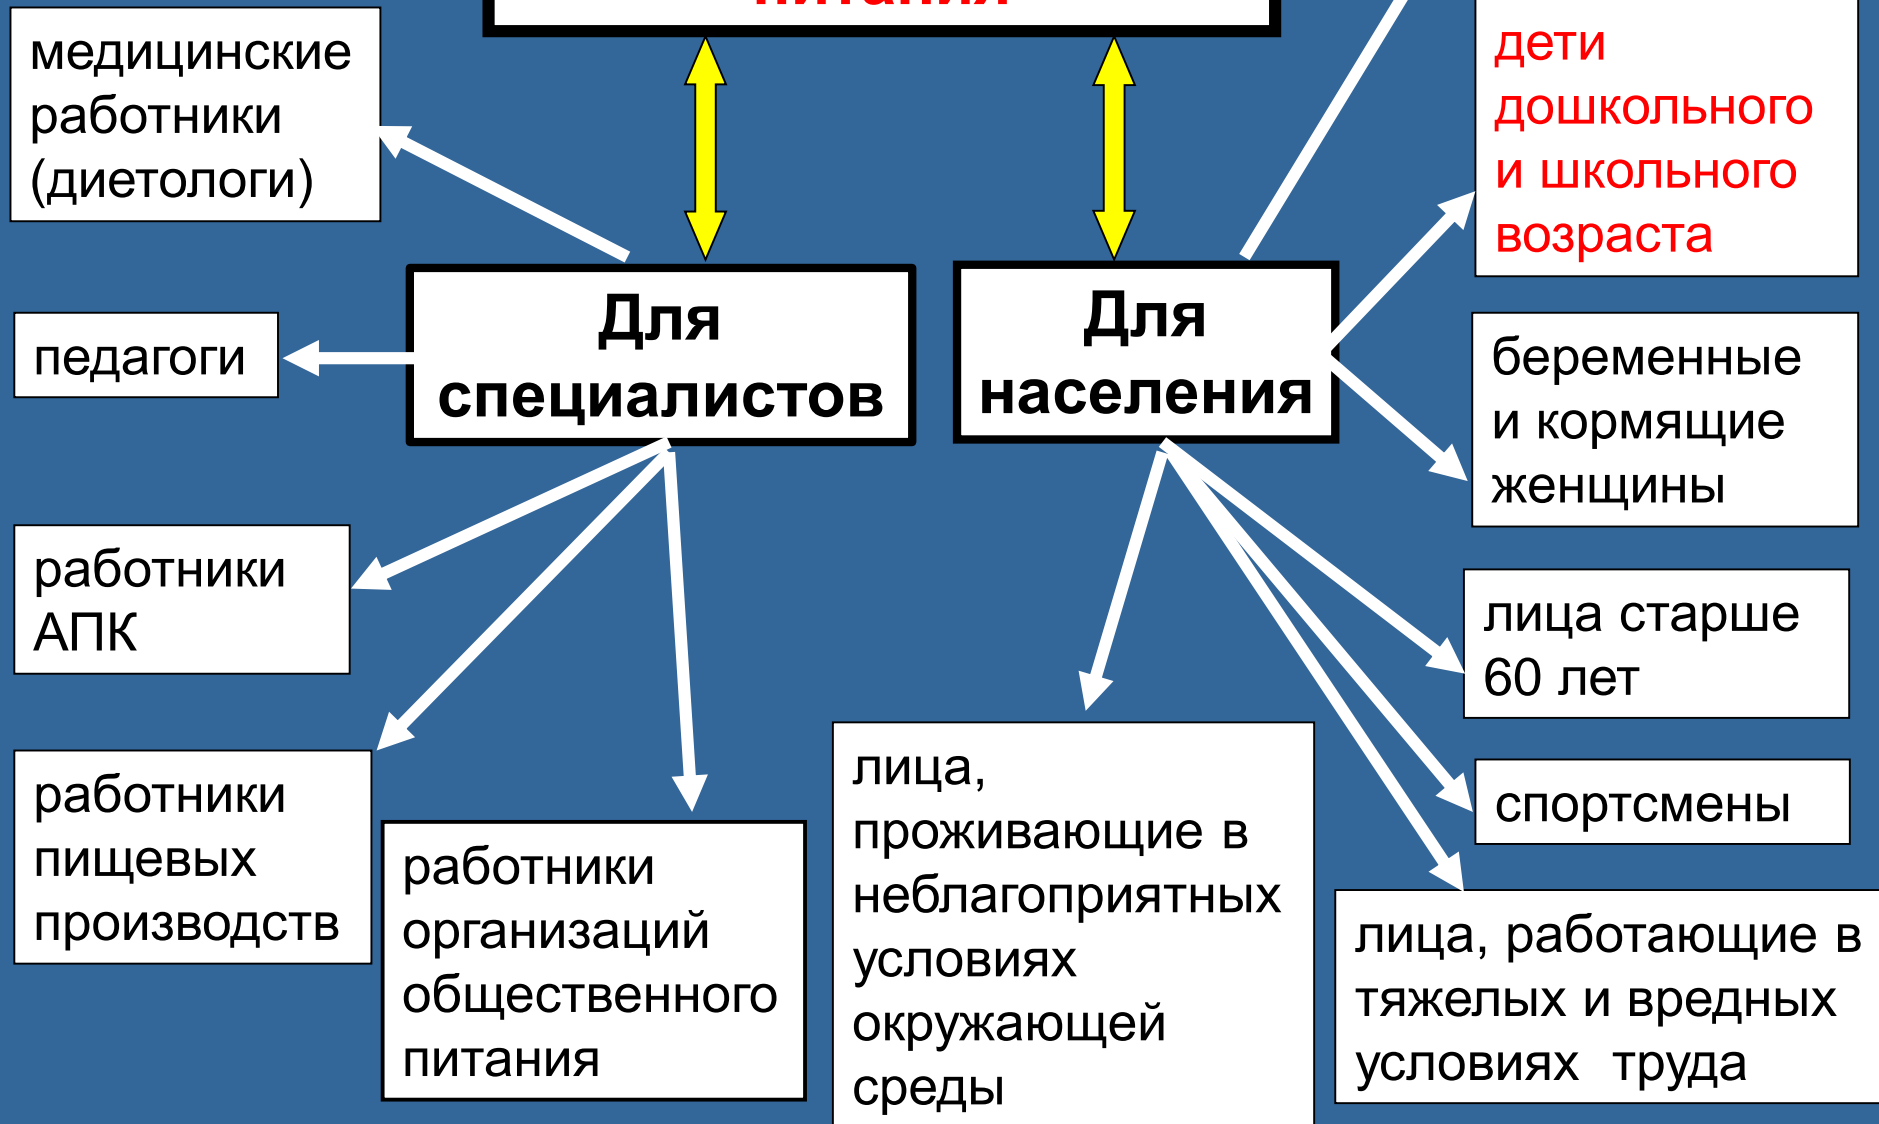 питания
медицинские
работники
(диетологи)
дети
дошкольного
и школьного
возраста
Для
специалистов
Для
населения
педагоги
беременные
и кормящие
женщины
работники
АПК
лица старше
60 лет
работники
пищевых
производств
работники
организаций
общественного
питания
лица,
проживающие в
неблагоприятных
условиях
окружающей
среды
спортсмены
лица, работающие в
тяжелых и вредных
условиях труда